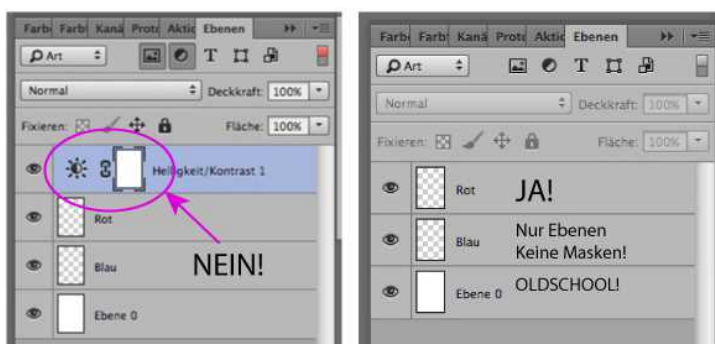 Farb Farb Kanä Proto Aktic Ebenen
Art
T
Normal
Deckkraft: 100%
Fixieren:
Fläche: 100%
Helligkeit/Kontrast 1
Rot
Blau
NEIN!
Ebene 0
Farb Farb Kanä Proto Aktic Ebenen
Art
T
Normal
Deckkraft: 100%
Fixieren:
Fläche: 100%
Rot
JA!
Blau
Nur Ebenen
Keine Masken!
Ebene 0
OLDSCHOOL!